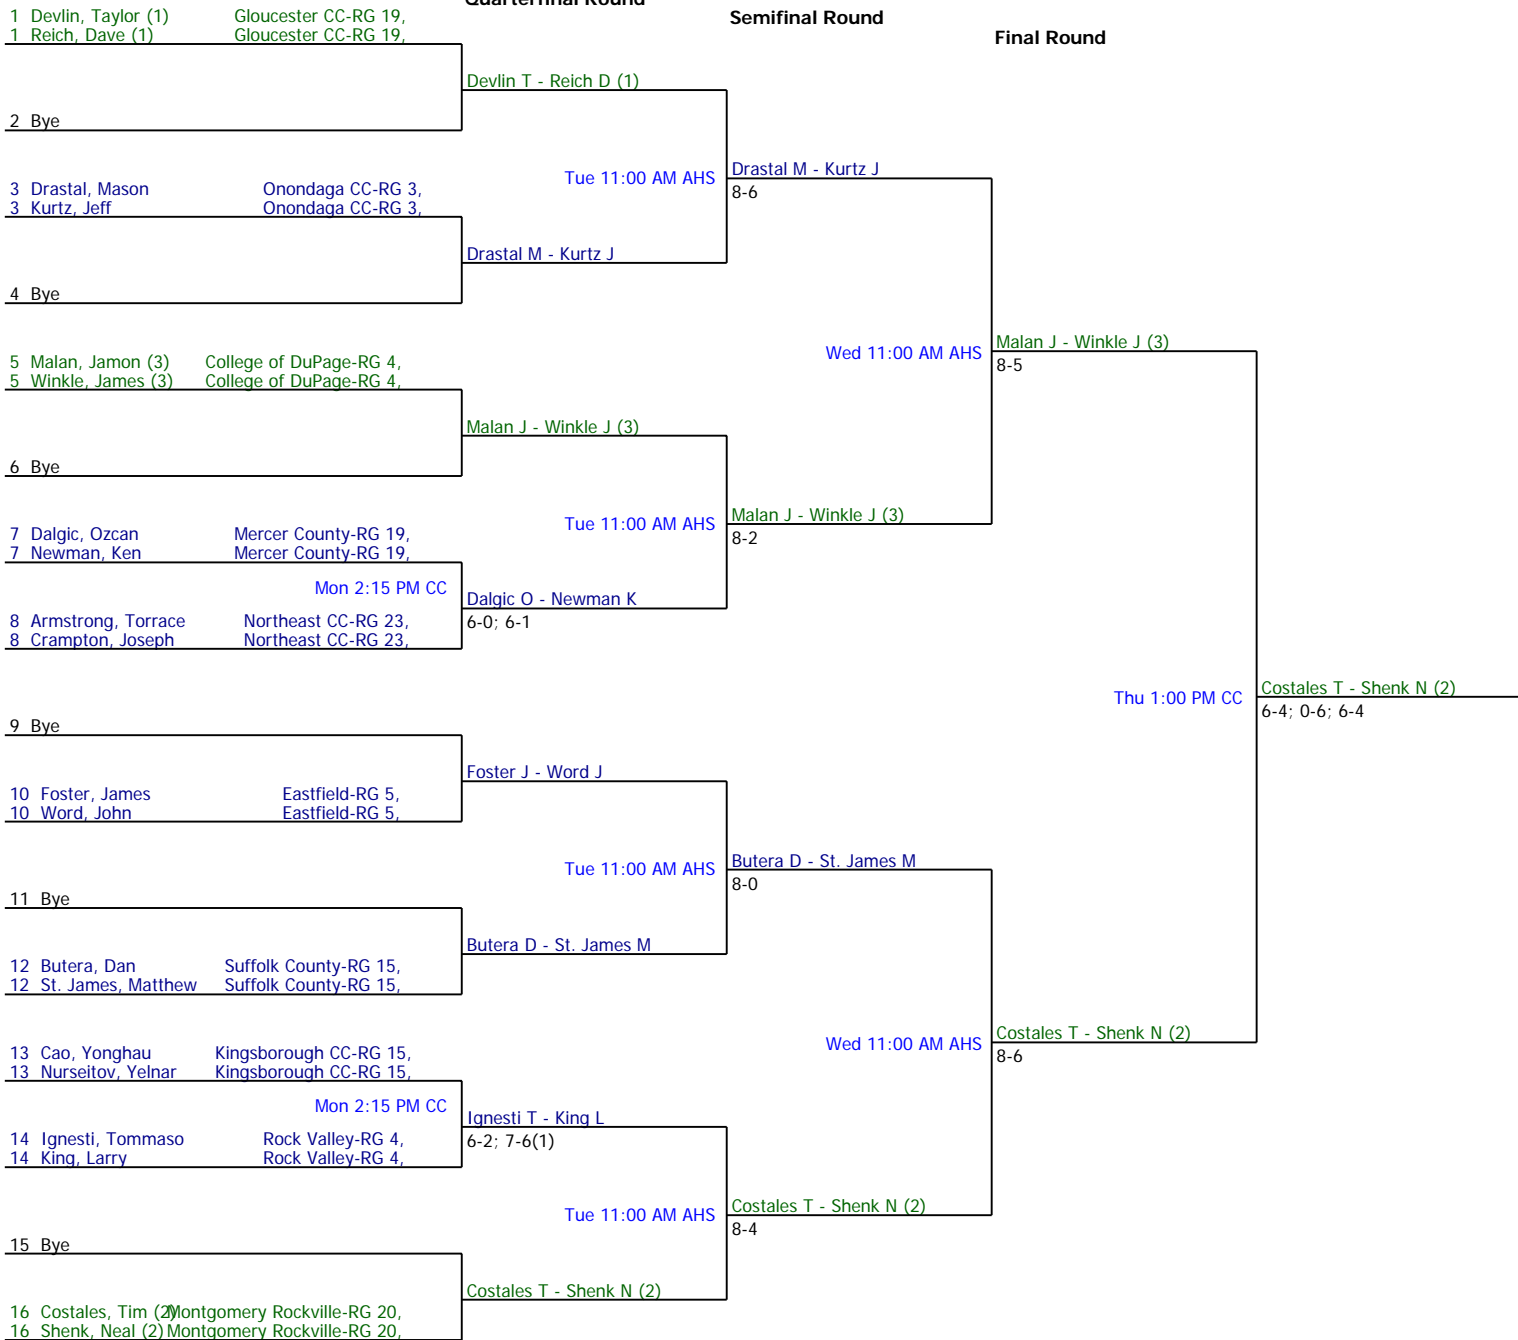 Quarterfinal Round
Semifinal Round
Final Round
1 Devlin, Taylor (1) Gloucester CC-RG 19,
1 Reich, Dave (1) Gloucester CC-RG 19,
Devlin T - Reich D (1)
2 Bye
Tue 11:00 AM AHS
Drastal M - Kurtz J
8-6
3 Drastal, Mason Onondaga CC-RG 3,
3 Kurtz, Jeff Onondaga CC-RG 3,
Drastal M - Kurtz J
4 Bye
Wed 11:00 AM AHS
Malan J - Winkle J (3)
8-5
5 Malan, Jamon (3) College of DuPage-RG 4,
5 Winkle, James (3) College of DuPage-RG 4,
Malan J - Winkle J (3)
6 Bye
Tue 11:00 AM AHS
Malan J - Winkle J (3)
8-2
7 Dalgic, Ozcan Mercer County-RG 19,
7 Newman, Ken Mercer County-RG 19,
Mon 2:15 PM CC
Dalgic O - Newman K
6-0; 6-1
8 Armstrong, Torrace Northeast CC-RG 23,
8 Crampton, Joseph Northeast CC-RG 23,
Thu 1:00 PM CC
Costales T - Shenk N (2)
6-4; 0-6; 6-4
9 Bye
Foster J - Word J
10 Foster, James Eastfield-RG 5,
10 Word, John Eastfield-RG 5,
Tue 11:00 AM AHS
Butera D - St. James M
8-0
11 Bye
Butera D - St. James M
12 Butera, Dan Suffolk County-RG 15,
12 St. James, Matthew Suffolk County-RG 15,
Wed 11:00 AM AHS
Costales T - Shenk N (2)
8-6
13 Cao, Yonghau Kingsborough CC-RG 15,
13 Nurseitov, Yelnar Kingsborough CC-RG 15,
Mon 2:15 PM CC
Ignesti T - King L
6-2; 7-6(1)
14 Ignesti, Tommaso Rock Valley-RG 4,
14 King, Larry Rock Valley-RG 4,
Tue 11:00 AM AHS
Costales T - Shenk N (2)
8-4
15 Bye
Costales T - Shenk N (2)
16 Costales, Tim (2) Montgomery Rockville-RG 20,
16 Shenk, Neal (2) Montgomery Rockville-RG 20,